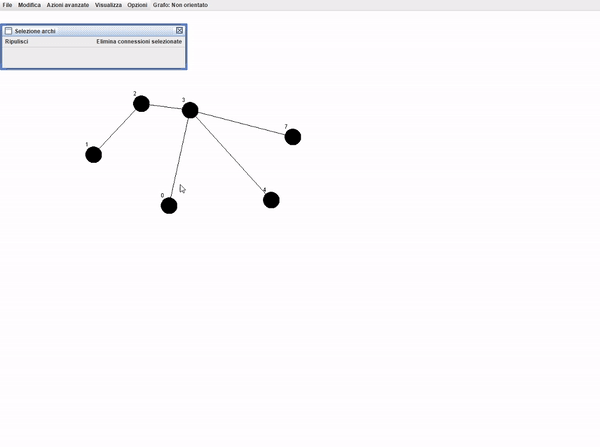 File Modifica Azioni avanzate Visualizza Opzioni Grafo: Non orientato
Selezione archi
Ripulisci Elimina connessioni selezionate
2
3
7
1
4
0